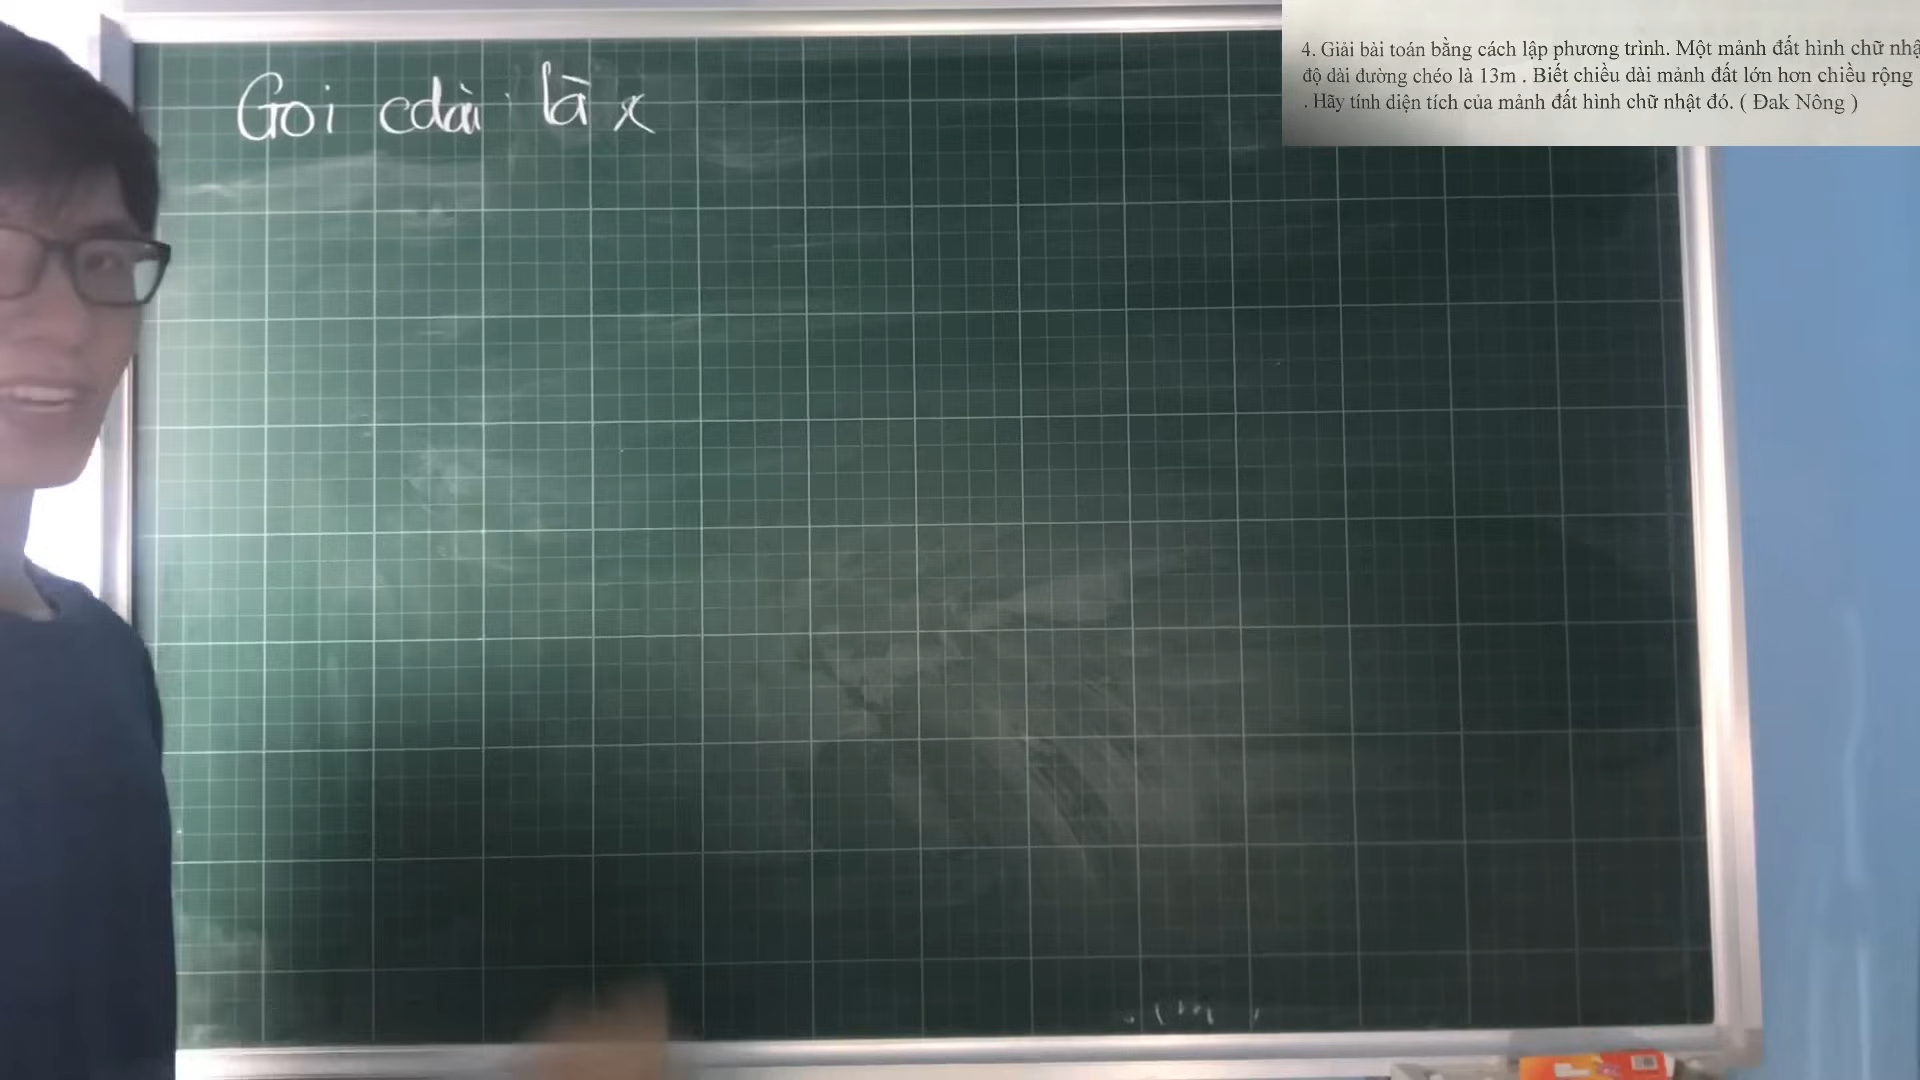 Gọi cdài là x
4. Giải bài toán bằng cách lập phương trình. Một mảnh đất hình chữ
độ dài đường chéo là 13m . Biết chiều dài mảnh đất lớn hơn chiều rộng
. Hãy tính diện tích của mảnh đất hình chữ nhật đó. ( Đak Nông )